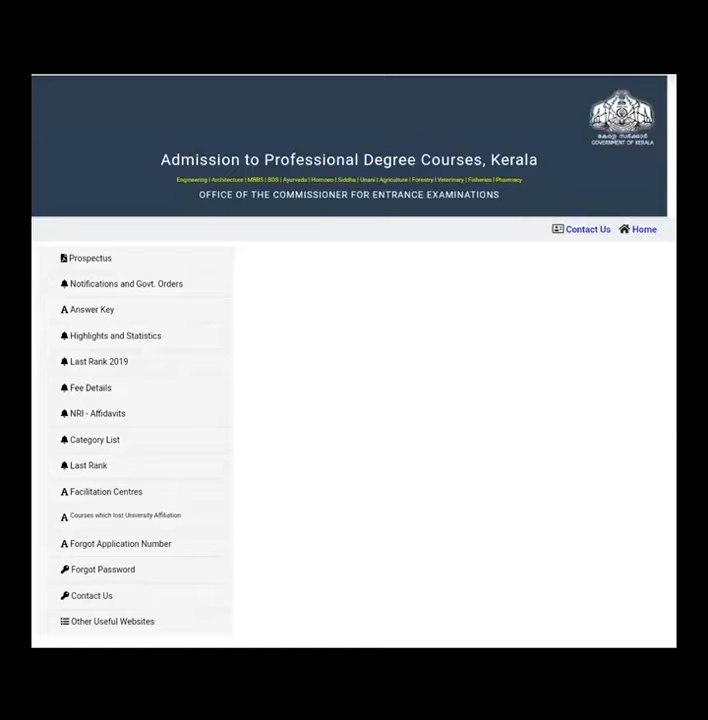 കേരള സർക്കാർ
GOVERNMENT OF KERALA
Admission to Professional Degree Courses, Kerala
Engineering | Architecture | MBBS | BDS | Ayurveda | Homoeo | Siddha | Unani | Agriculture | Forestry | Veterinary | Fisheries | Pharmacy
OFFICE OF THE COMMISSIONER FOR ENTRANCE EXAMINATIONS
Contact Us Home
Prospectus
Notifications and Govt. Orders
Answer Key
Highlights and Statistics
Last Rank 2019
Fee Details
NRI - Affidavits
Category List
Last Rank
Facilitation Centres
Courses which lost University Affiliation
Forgot Application Number
Forgot Password
Contact Us
Other Useful Websites